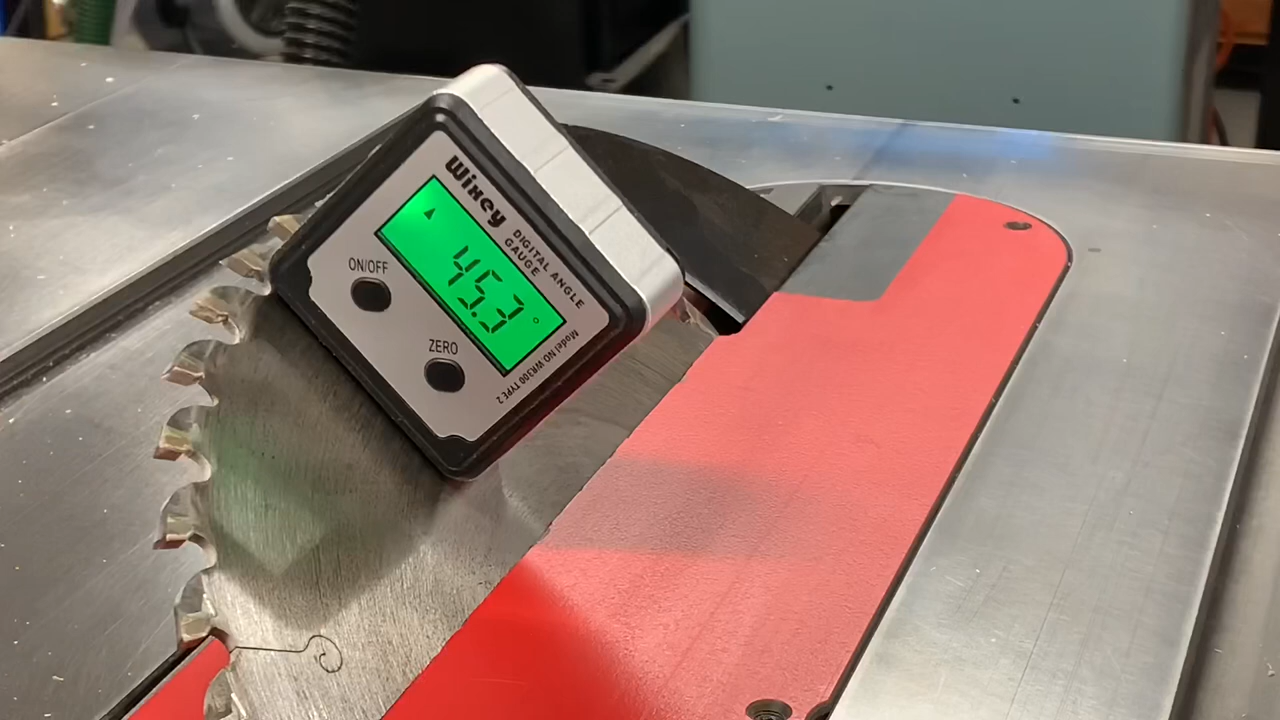 Wixey
DIGITAL ANGLE
GAUGE
45.3°
ON/OFF
ZERO
Model NO WR300 TYPE 2